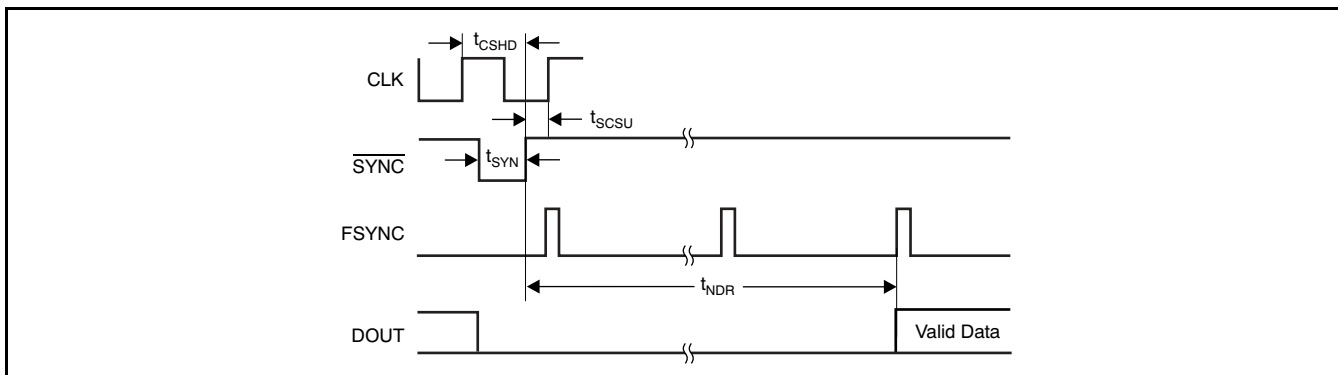 tCSHD
CLK
tSCSU
SYNC
tSYN
FSYNC
tNDR
DOUT
Valid Data